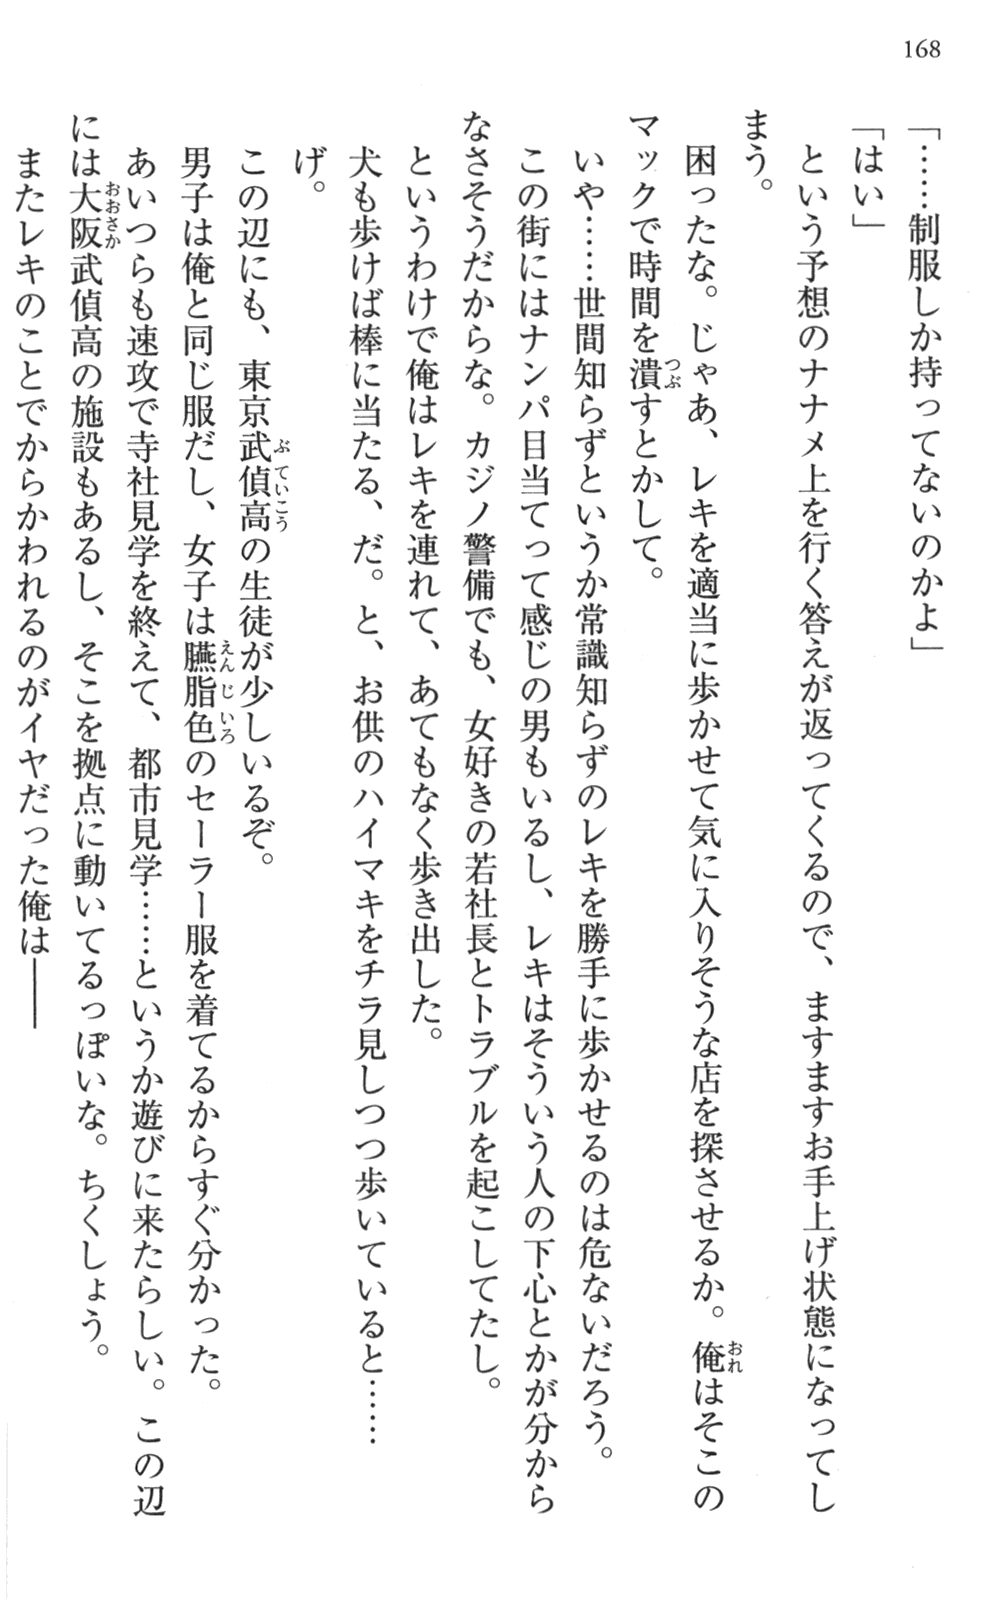 168
「……制服しか持ってないのかよ」
「はい」
という予想のナナメ上を行く答えが返ってくるので、ますますお手上げ状態になってし
まう。
困ったな。じゃあ、レキを適当に歩かせて気に入りそうな店を探させるか。俺おれはそこの
マックで時間を潰つぶすとかして。
いや……世間知らずというか常識知らずのレキを勝手に歩かせるのは危ないだろう。
この街にはナンパ目当てって感じの男もいるし、レキはそういう人の下心とかが分から
なさそうだからな。カジノ警備でも、女好きの若社長とトラブルを起こしてたし。
というわけで俺はレキを連れて、あてもなく歩き出した。
犬も歩けば棒に当たる、だ。と、お供のハイマキをチラ見しつつ歩いていると……
げ。
この辺にも、東京武偵高ぶていこうの生徒が少しいるぞ。
男子は俺と同じ服だし、女子は臙脂色えんじいろのセーラー服を着てるからすぐ分かった。
あいつらも速攻で寺社見学を終えて、都市見学……というか遊びに来たらしい。この辺
には大阪おおさか武偵高の施設もあるし、そこを拠点に動いてるっぽいな。ちくしょう。
またレキのことでからかわれるのがイヤだった俺は――